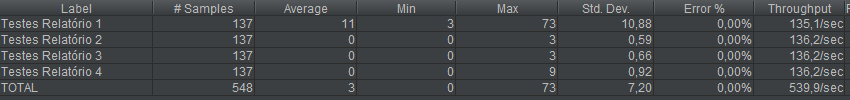 Label # Samples Average Min Max Std. Dev. Error % Throughput
Testes Relatório 1 137 11 3 73 10,88 0,00% 135,1/sec
Testes Relatório 2 137 0 0 3 0,59 0,00% 136,2/sec
Testes Relatório 3 137 0 0 3 0,66 0,00% 136,2/sec
Testes Relatório 4 137 0 0 9 0,92 0,00% 136,2/sec
TOTAL 548 3 0 73 7,20 0,00% 539,9/sec